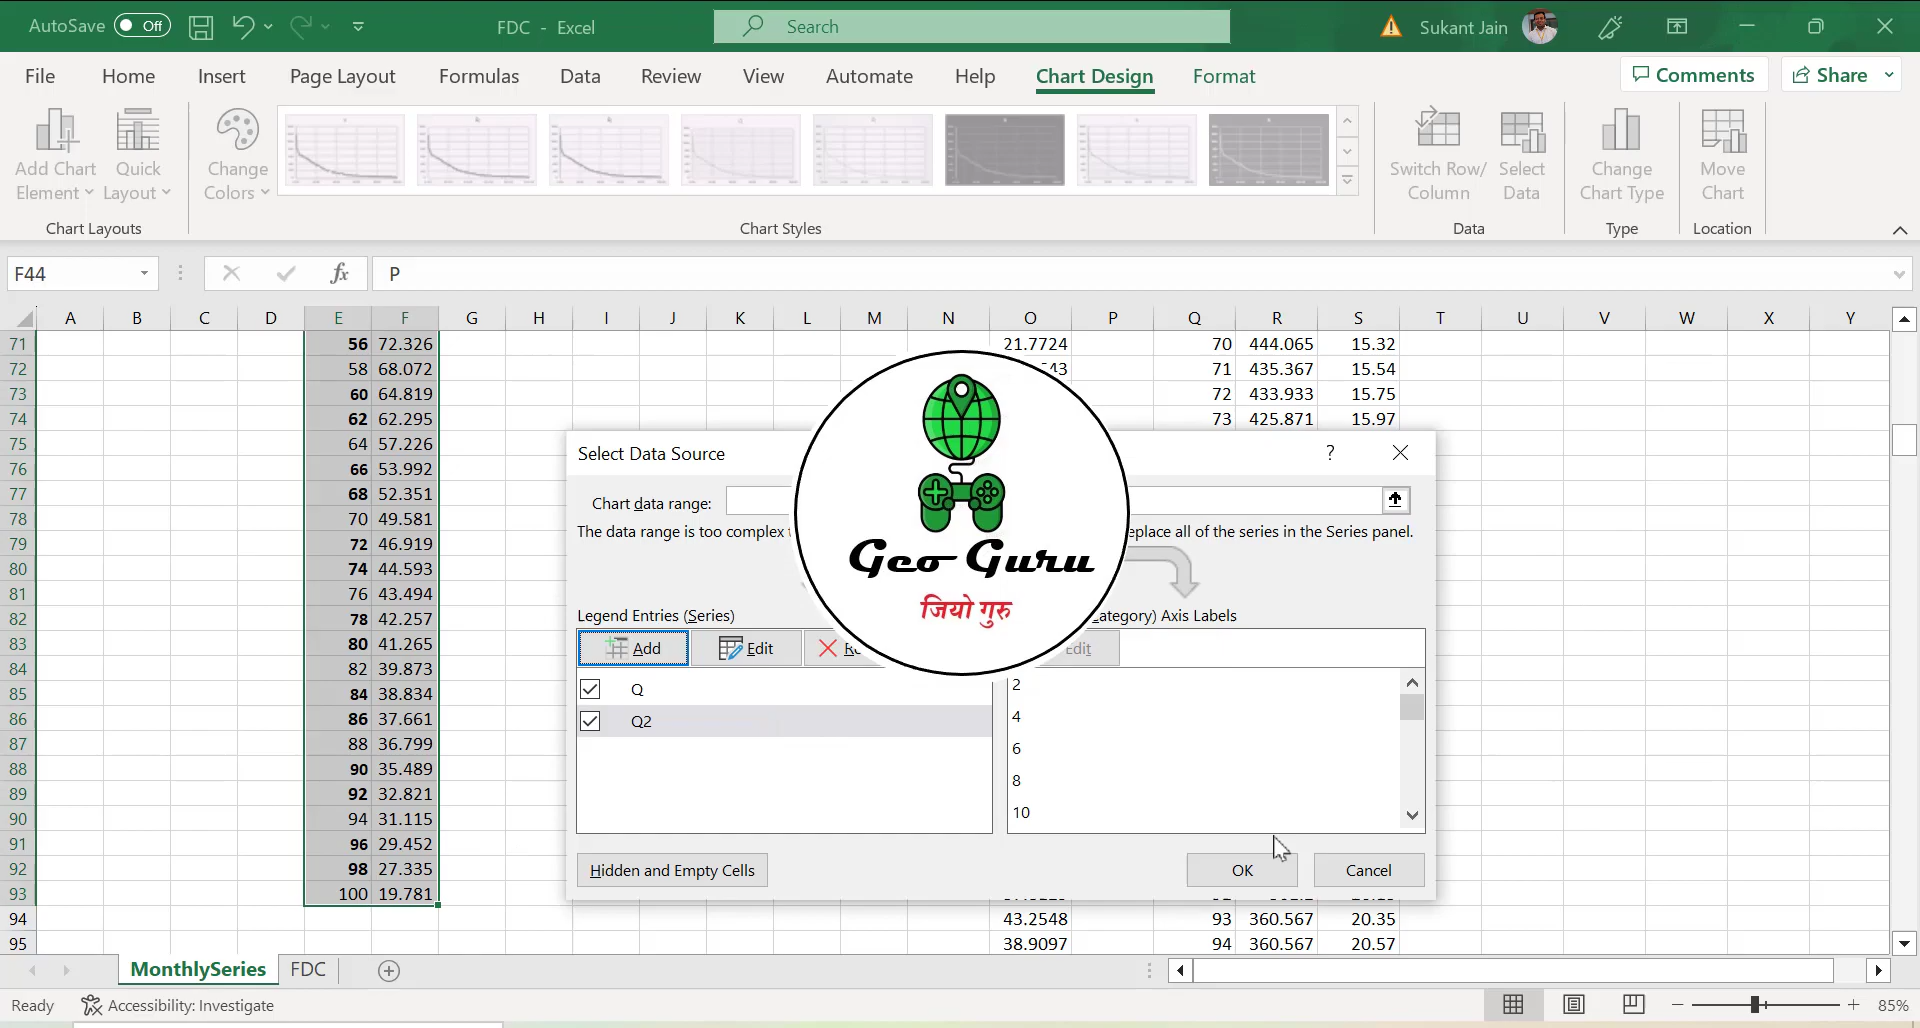 AutoSave Off FDC - Excel Search Sukant Jain
File Home Insert Page Layout Formulas Data Review View Automate Help Chart Design Format Comments Share
Add Chart Element Quick Layout Change Colors Switch Row/ Column Select Data Change Chart Type Move Chart
Chart Layouts Chart Styles Data Type Location
F44 fx P
A B C D E F G H I J K L M N O P Q R S T U V W X Y
71 56 72.326 21.7724 70 444.065 15.32
72 58 68.072 71 435.367 15.54
73 60 64.819 72 433.933 15.75
74 62 62.295 73 425.871 15.97
75 64 57.226
76 66 53.992
77 68 52.351
78 70 49.581
79 72 46.919
80 74 44.593
81 76 43.494
82 78 42.257
83 80 41.265
84 82 39.873
85 84 38.834
86 86 37.661
87 88 36.799
88 90 35.489
89 92 32.821
90 94 31.115
91 96 29.452
92 98 27.335
93 100 19.781
94 43.2548 93 360.567 20.35
95 38.9097 94 360.567 20.57
Select Data Source ?
Chart data range:
The data range is too complex eplace all of the series in the Series panel.
Legend Entries (Series) ategory) Axis Labels
Add Edit Edit
Q
Q2
2
4
6
8
10
Hidden and Empty Cells OK Cancel
Geo Guru
जियो गुरु
MonthlySeries FDC
Ready Accessibility: Investigate 85%